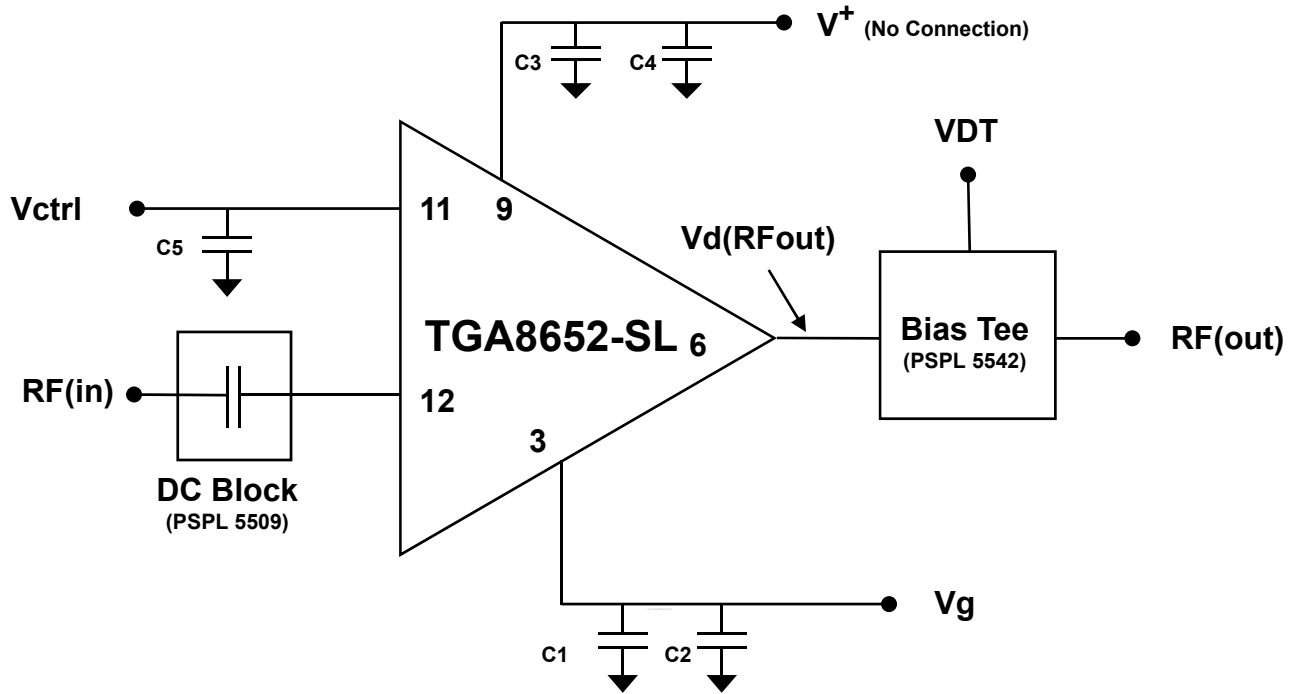 V+ (No Connection)
C3
C4
VDT
Vctrl
11
9
C5
Vd(RFout)
TGA8652-SL 6
Bias Tee
(PSPL 5542)
RF(out)
RF(in)
12
3
DC Block
(PSPL 5509)
Vg
C1
C2